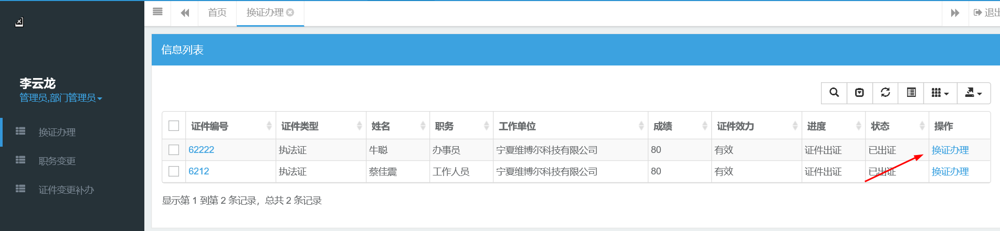 首页
换证办理
退出
信息列表
李云龙
管理员,部门管理员
换证办理
职务变更
证件变更补办
证件编号 证件类型 姓名 职务 工作单位 成绩 证件效力 进度 状态 操作
62222 执法证 牛聪 办事员 宁夏维博尔科技有限公司 80 有效 证件出证 已出证 换证办理
6212 执法证 蔡佳震 工作人员 宁夏维博尔科技有限公司 80 有效 证件出证 已出证 换证办理
显示第 1 到第 2 条记录，总共 2 条记录